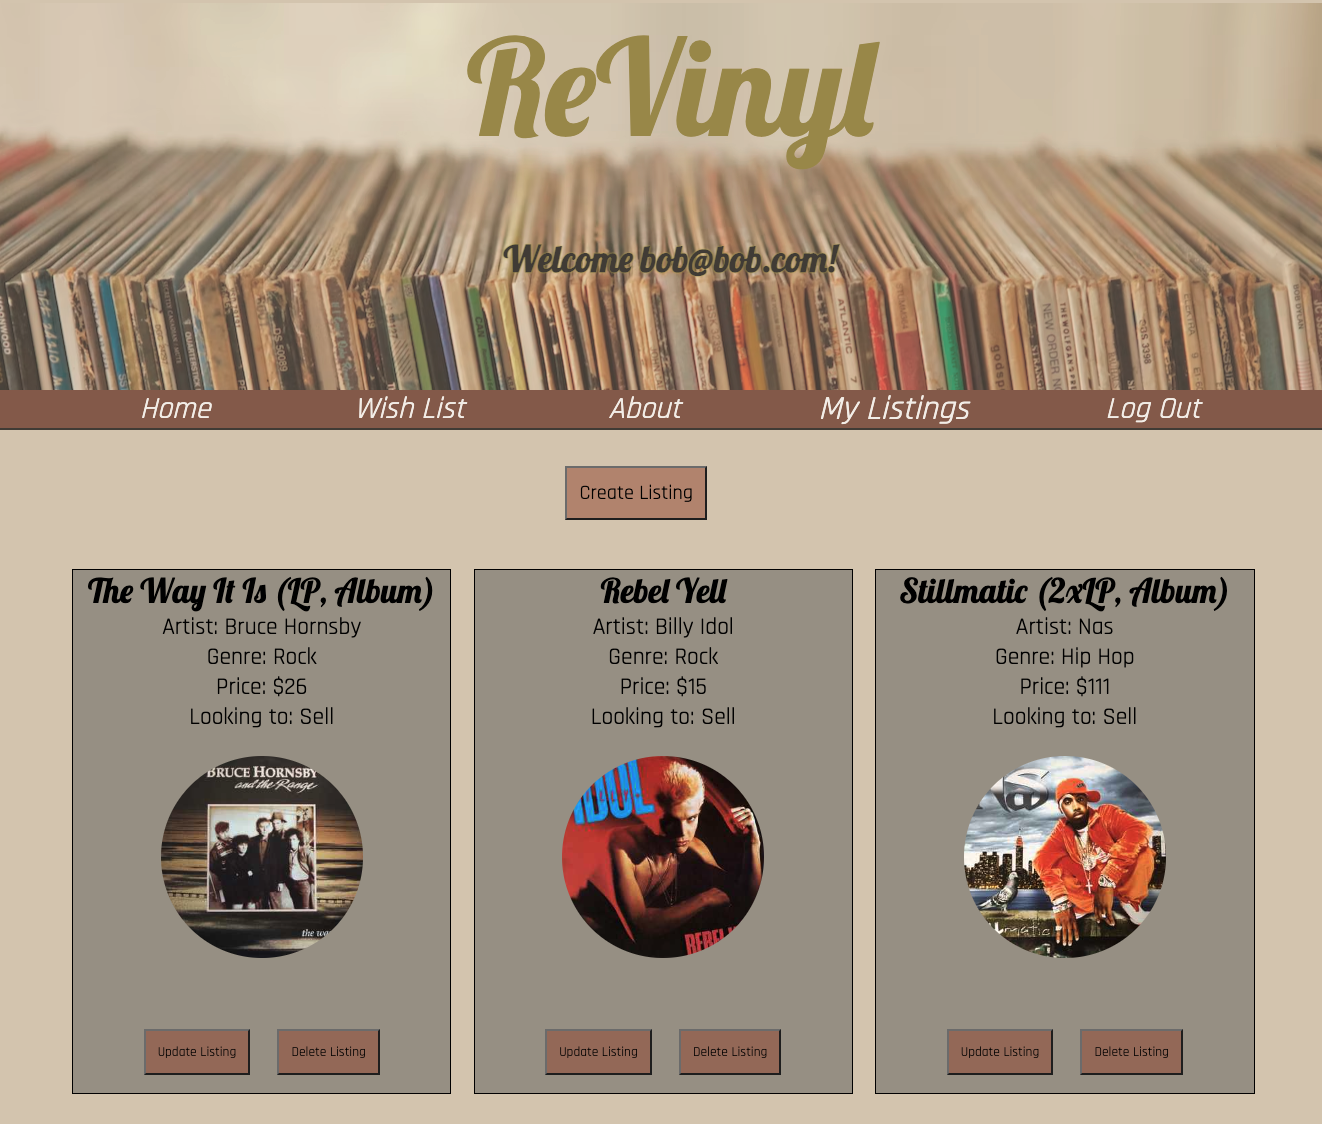 ReVinyl
Welcome bob@bob.com!
ATLANTIC
Home Wish List About My Listings Log Out
Create Listing
The Way It Is (LP, Album)
Artist: Bruce Hornsby
Genre: Rock
Price: $26
Looking to: Sell
BRUCE HORNSBY
and the Range
Update Listing Delete Listing
Rebel Yell
Artist: Billy Idol
Genre: Rock
Price: $15
Looking to: Sell
IDOL
Update Listing Delete Listing
Stillmatic (2xLP, Album)
Artist: Nas
Genre: Hip Hop
Price: $111
Looking to: Sell
Update Listing Delete Listing